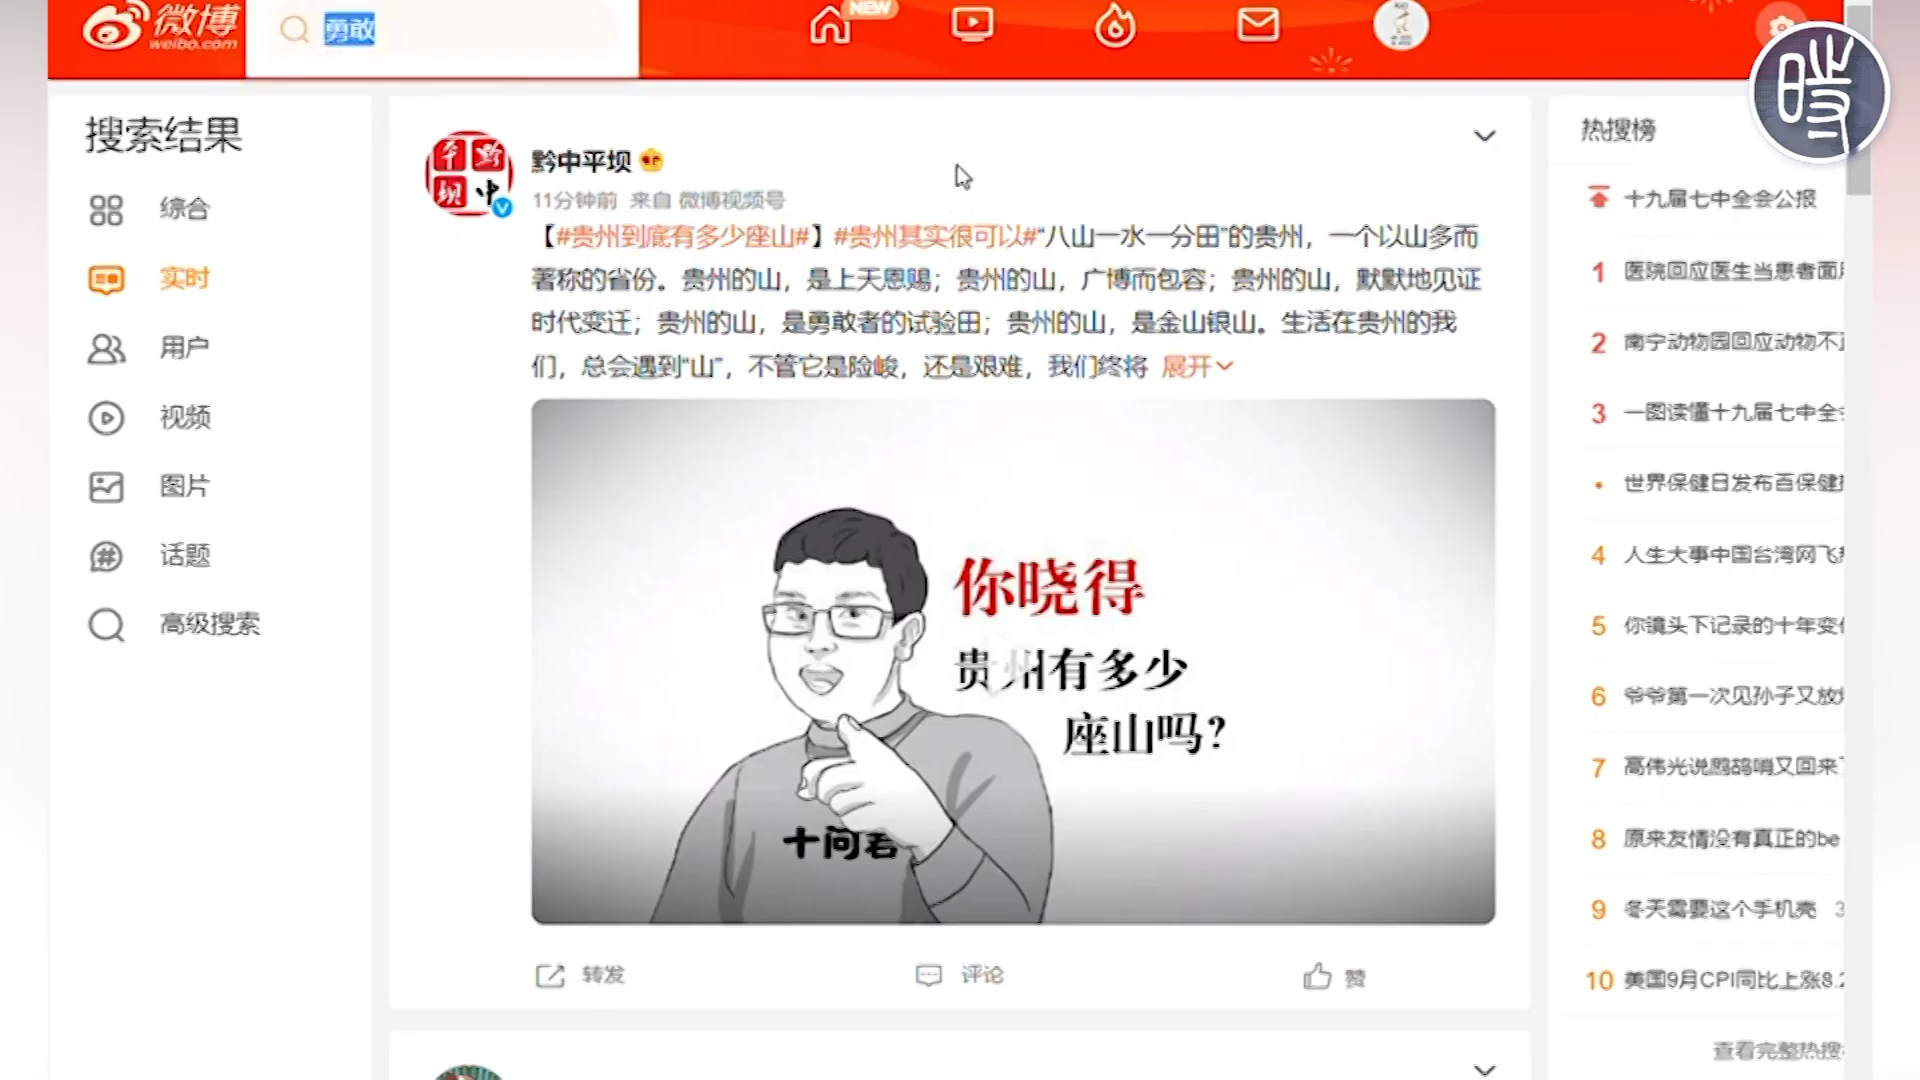 微博
weibo.com
勇敢
NEW
时
搜索结果
综合
实时
用户
视频
图片
话题
高级搜索
平黔
坝中
黔中平坝
11分钟前 来自 微博视频号
【#贵州到底有多少座山#】#贵州其实很可以#“八山一水一分田”的贵州，一个以山多而
著称的省份。贵州的山，是上天恩赐；贵州的山，广博而包容；贵州的山，默默地见证
时代变迁；贵州的山，是勇敢者的试验田；贵州的山，是金山银山。生活在贵州的我
们，总会遇到“山”，不管它是险峻，还是艰难，我们终将 展开
你晓得
贵州有多少
座山吗?
十问君
转发
评论
赞
热搜榜
十九届七中全会公报
1 医院回应医生当患者面
2 南宁动物园回应动物不
3 一图读懂十九届七中全
世界保健日发布百保健
4 人生大事中国台湾网飞
5 你镜头下记录的十年变
6 爷爷第一次见孙子又放
7 高伟光说鹧鸪哨又回来
8 原来友情没有真正的be
9 冬天需要这个手机壳 3
10 美国9月CPI同比上涨8.2
查看完整热搜